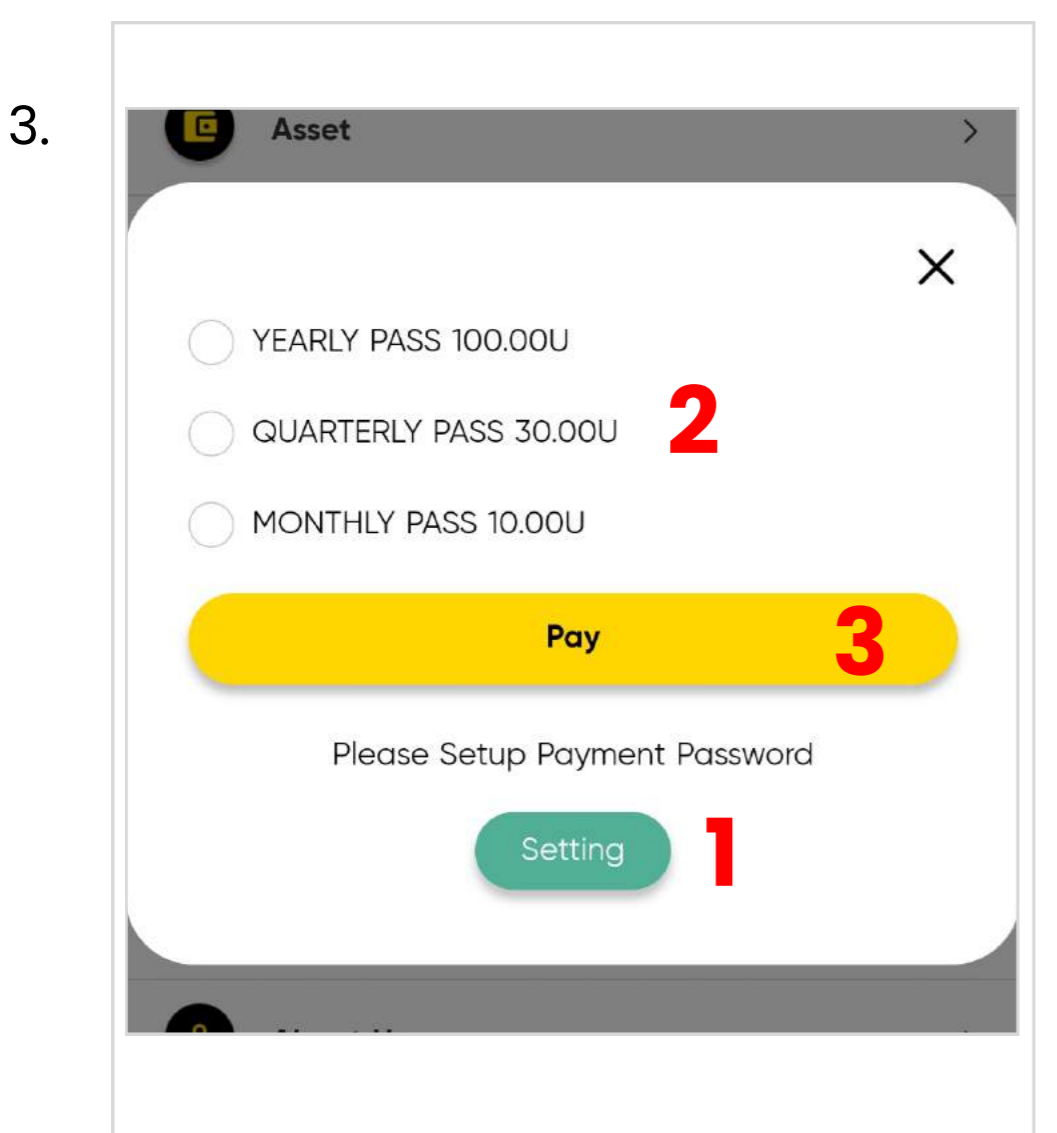 3.
Asset
YEARLY PASS 100.00U
QUARTERLY PASS 30.00U
2
MONTHLY PASS 10.00U
Pay
3
Please Setup Payment Password
Setting
1